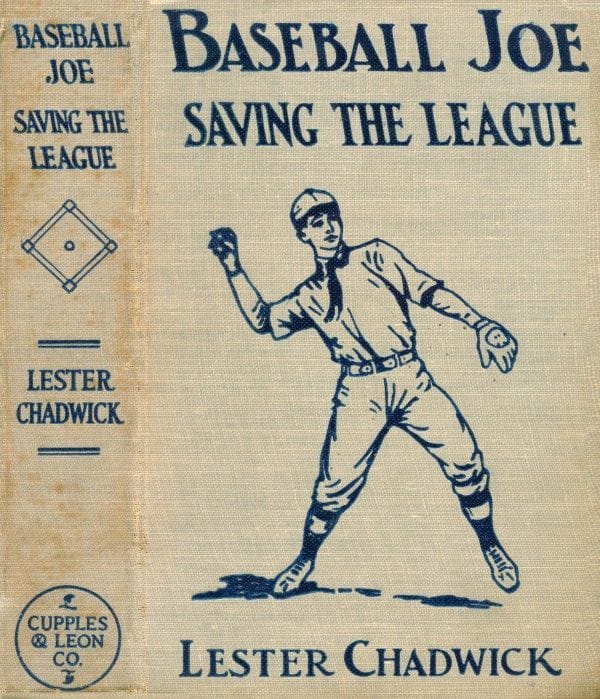 BASEBALL
JOE
SAVING THE
LEAGUE
LESTER
CHADWICK
CUPPLES
& LEON
CO.
BASEBALL JOE
SAVING THE LEAGUE
LESTER CHADWICK